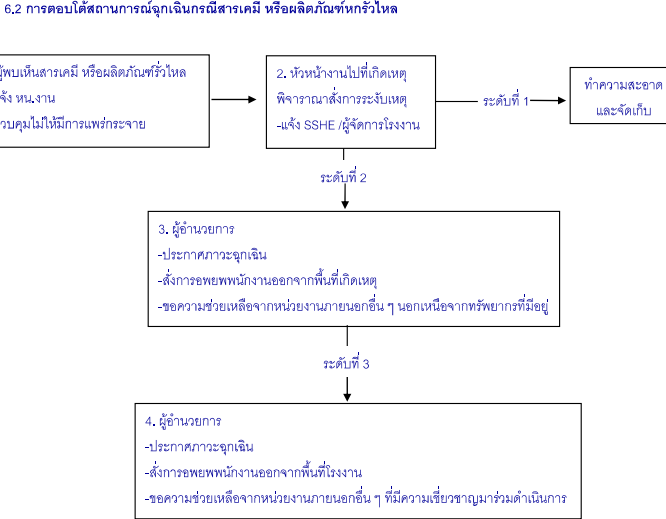 6.2 การตอบโต้สถานการณ์ฉุกเฉินกรณีสารเคมี หรือผลิตภัณฑ์หกรั่วไหล
ผู้พบเห็นสารเคมี หรือผลิตภัณฑ์รั่วไหล
แจ้ง หน.งาน
ควบคุมไม่ให้มีการแพร่กระจาย
2. หัวหน้างานไปที่เกิดเหตุ
พิจาราณาสั่งการระงับเหตุ
-แจ้ง SSHE /ผู้จัดการโรงงาน
ระดับที่ 1
ทำความสะอาด
และจัดเก็บ
ระดับที่ 2
3. ผู้อำนวยการ
-ประกาศภาวะฉุกเฉิน
-สั่งการอพยพพนักงานออกจากพื้นที่เกิดเหตุ
-ขอความช่วยเหลือจากหน่วยงานภายนอกอื่น ๆ นอกเหนือจากทรัพยากรที่มีอยู่
ระดับที่ 3
4. ผู้อำนวยการ
-ประกาศภาวะฉุกเฉิน
-สั่งการอพยพพนักงานออกจากพื้นที่โรงงาน
-ขอความช่วยเหลือจากหน่วยงานภายนอกอื่น ๆ ที่มีความเชี่ยวชาญมาร่วมดำเนินการ